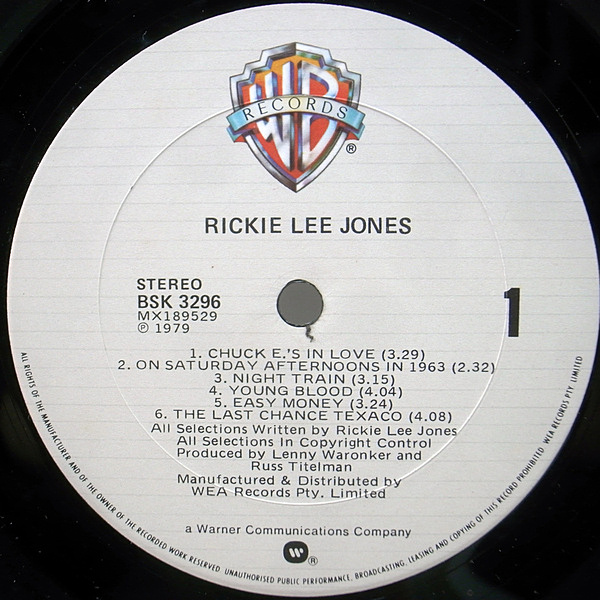 WB
RECORDS
®
RICKIE LEE JONES
STEREO
BSK 3296
MX189529
℗ 1979
1
1. CHUCK E.'S IN LOVE (3.29)
2. ON SATURDAY AFTERNOONS IN 1963 (2.32)
3. NIGHT TRAIN (3.15)
4. YOUNG BLOOD (4.04)
5. EASY MONEY (3.24)
6. THE LAST CHANCE TEXACO (4.08)
All Selections Written by Rickie Lee Jones
All Selections In Copyright Control
Produced by Lenny Waronker and
Russ Titelman
Manufactured & Distributed by
WEA Records Pty. Limited
a Warner Communications Company
®
ALL RIGHTS OF THE MANUFACTURER AND OF THE OWNER OF THE RECORDED WORK RESERVED. UNAUTHORISED PUBLIC PERFORMANCE, BROADCASTING, LEASING AND COPYING OF THIS RECORD PROHIBITED. WEA RECORDS PTY. LIMITED